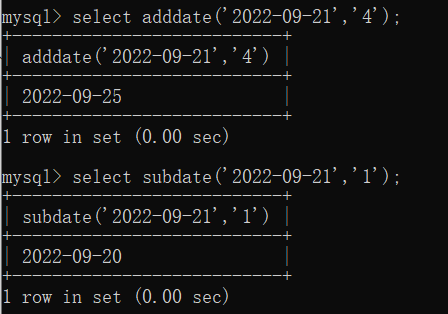 mysql> select adddate('2022-09-21','4');
+----------------------------+
| adddate('2022-09-21','4') |
+----------------------------+
| 2022-09-25                 |
+----------------------------+
1 row in set (0.00 sec)
mysql> select subdate('2022-09-21','1');
+----------------------------+
| subdate('2022-09-21','1') |
+----------------------------+
| 2022-09-20                 |
+----------------------------+
1 row in set (0.00 sec)